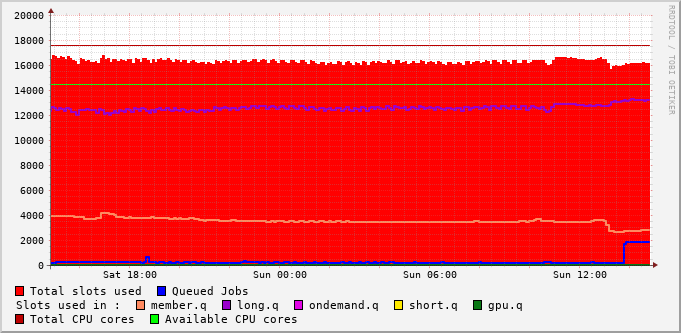 20000
18000
16000
14000
12000
10000
8000
6000
4000
2000
0
Sat 18:00 Sun 00:00 Sun 06:00 Sun 12:00
RRDTOOL / TOBI OETIKER
Total slots used Queued Jobs
Slots used in : member.q long.q ondemand.q short.q gpu.q
Total CPU cores Available CPU cores